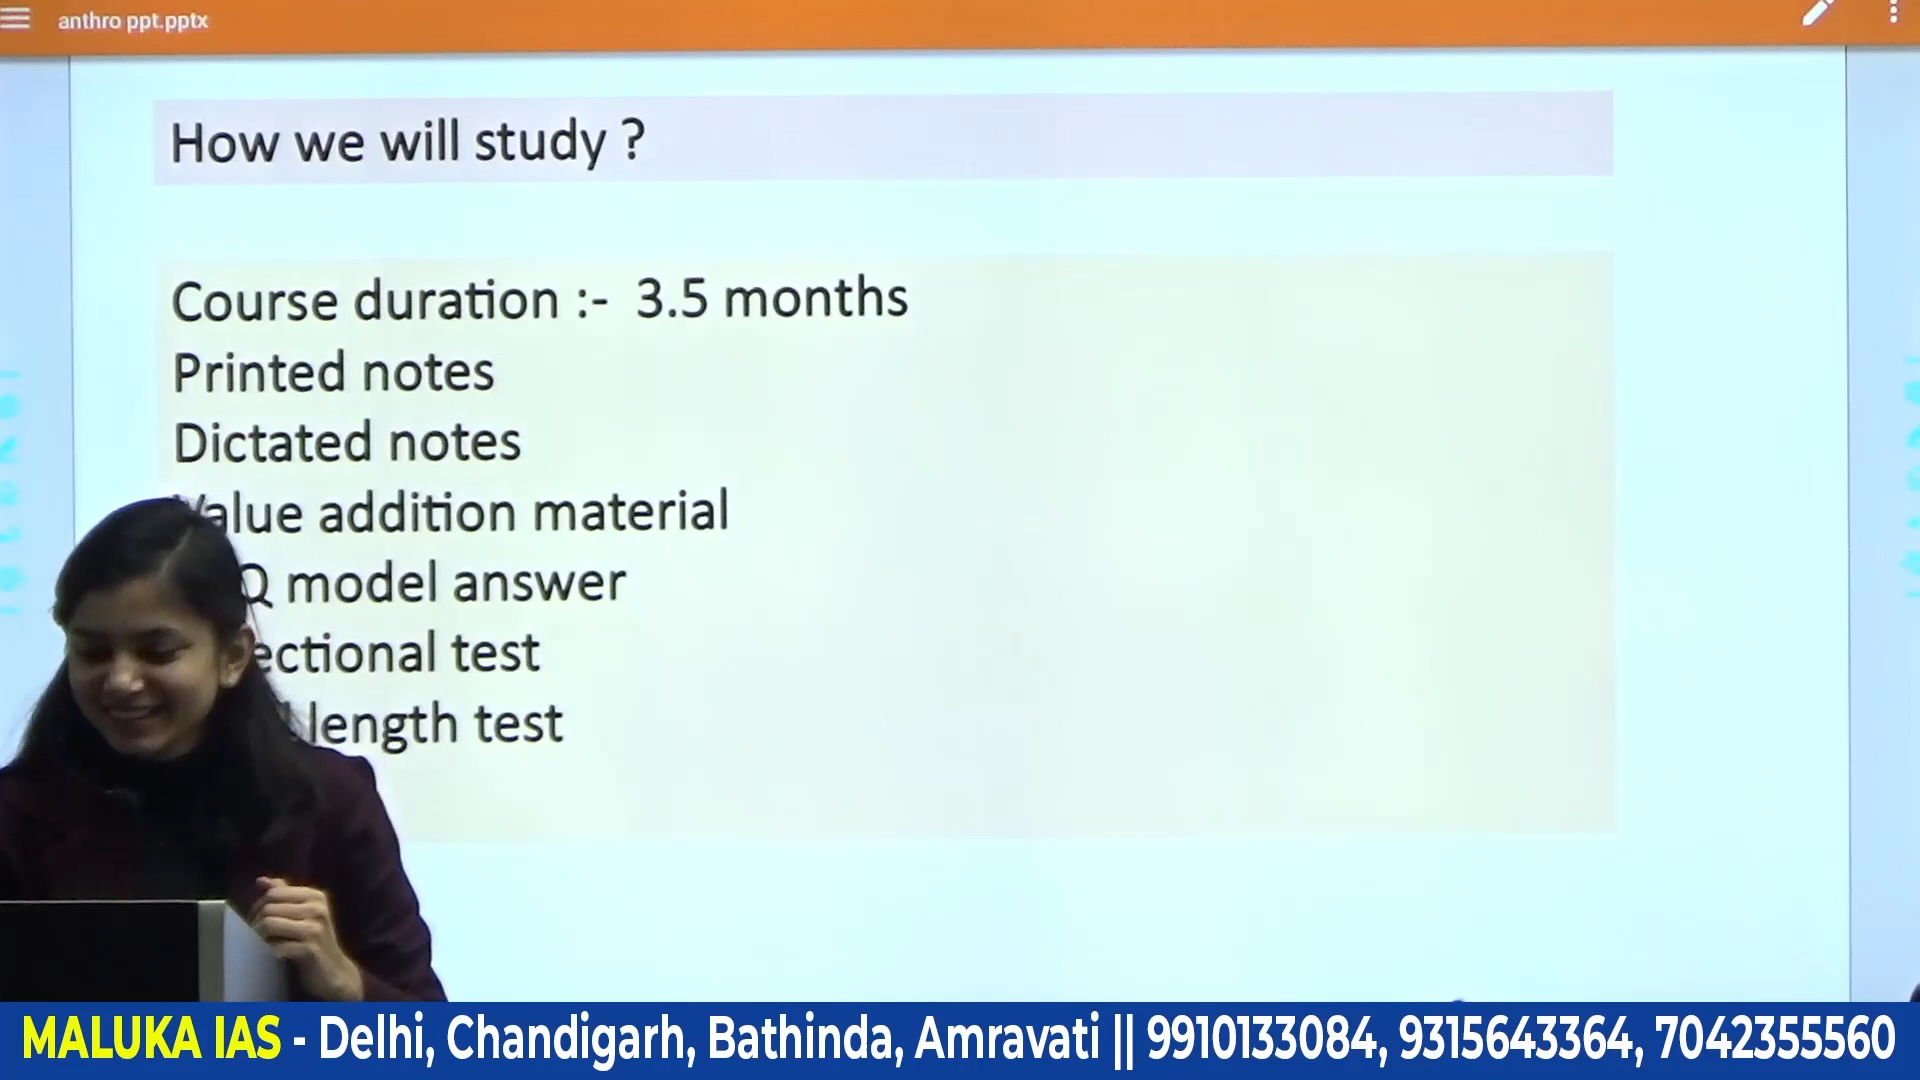 anthro ppt.pptx
How we will study ?
Course duration :- 3.5 months
Printed notes
Dictated notes
Value addition material
model answer
test
length test
MALUKA IAS - Delhi, Chandigarh, Bathinda, Amravati || 9910133084, 9315643364, 7042355560